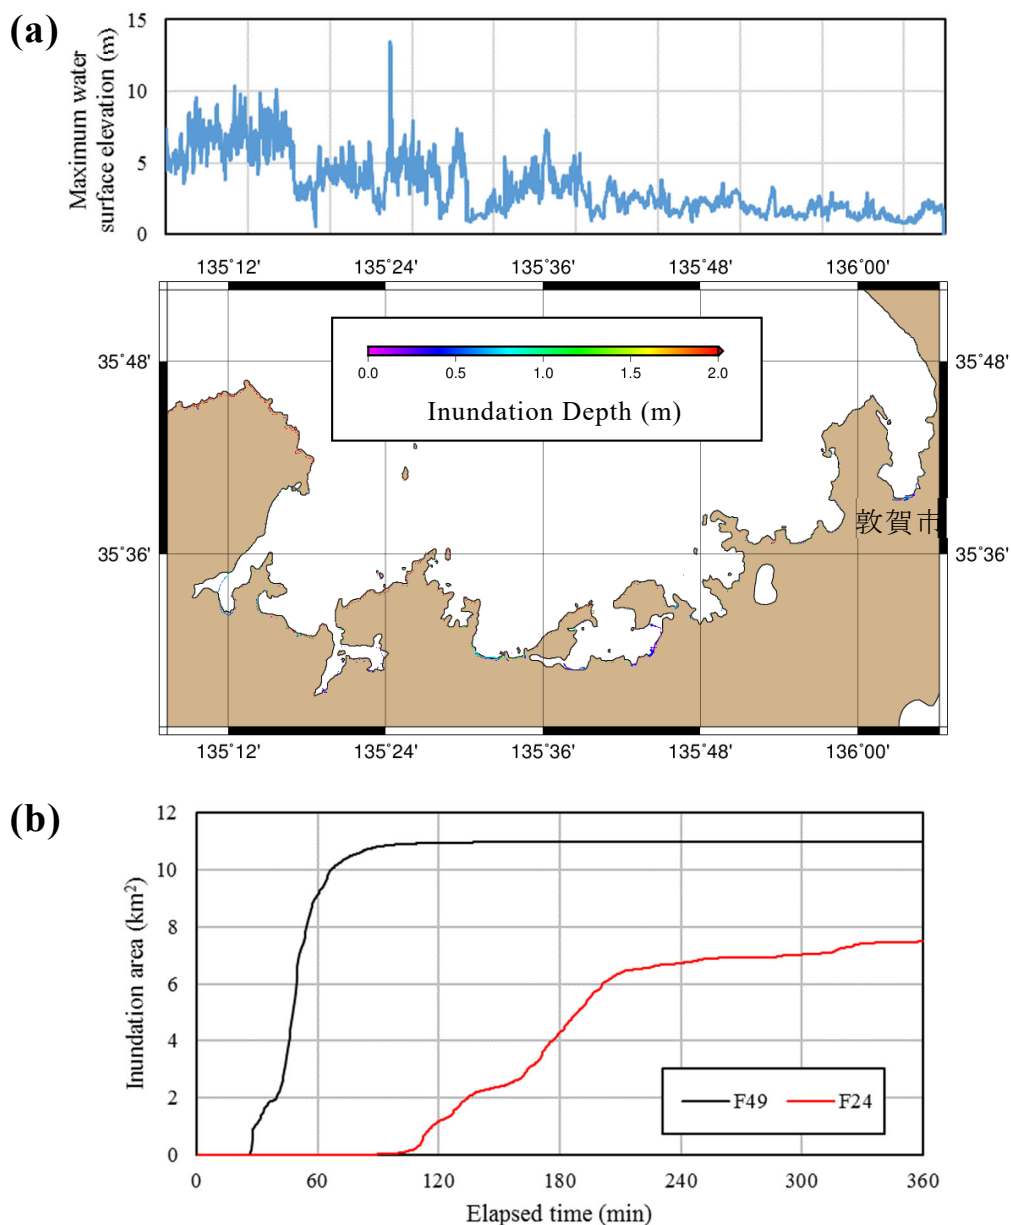 (a)
Maximum water
surface elevation (m)
15
10
5
0
135°12' 135°24' 135°36' 135°48' 136°00'
35°48' 35°48'
0.0 0.5 1.0 1.5 2.0
Inundation Depth (m)
敦賀市
35°36' 35°36'
135°12' 135°24' 135°36' 135°48' 136°00'
(b)
Inundation area (km²)
12
10
8
6
4
2
0
F49 F24
0 60 120 180 240 300 360
Elapsed time (min)